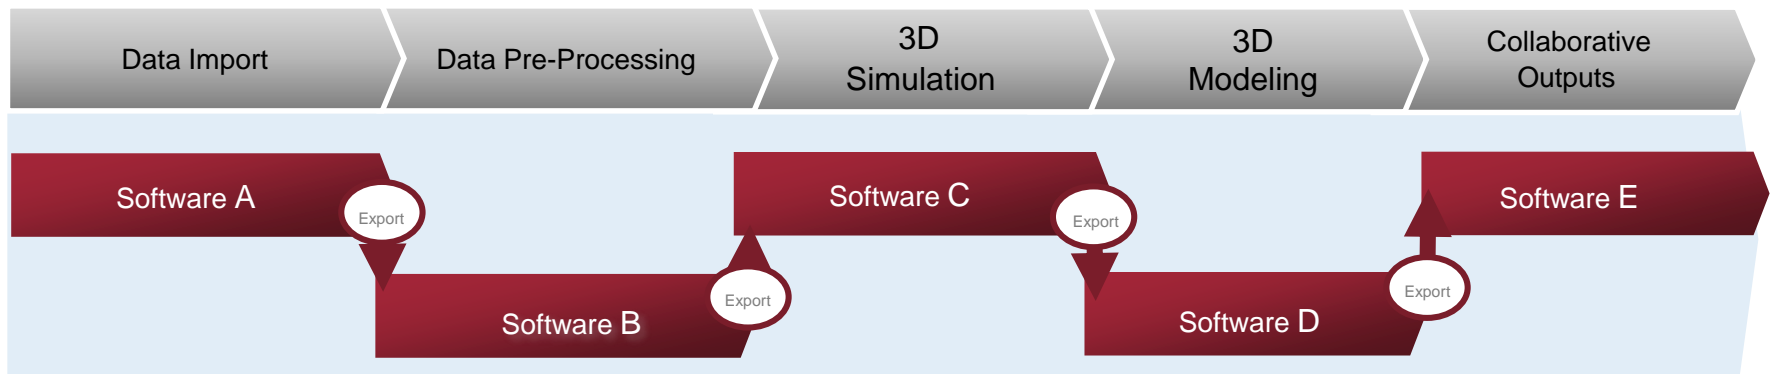 Data Import
Data Pre-Processing
3D
Simulation
3D
Modeling
Collaborative
Outputs
Software A
Export
Software B
Export
Software C
Export
Software D
Export
Software E